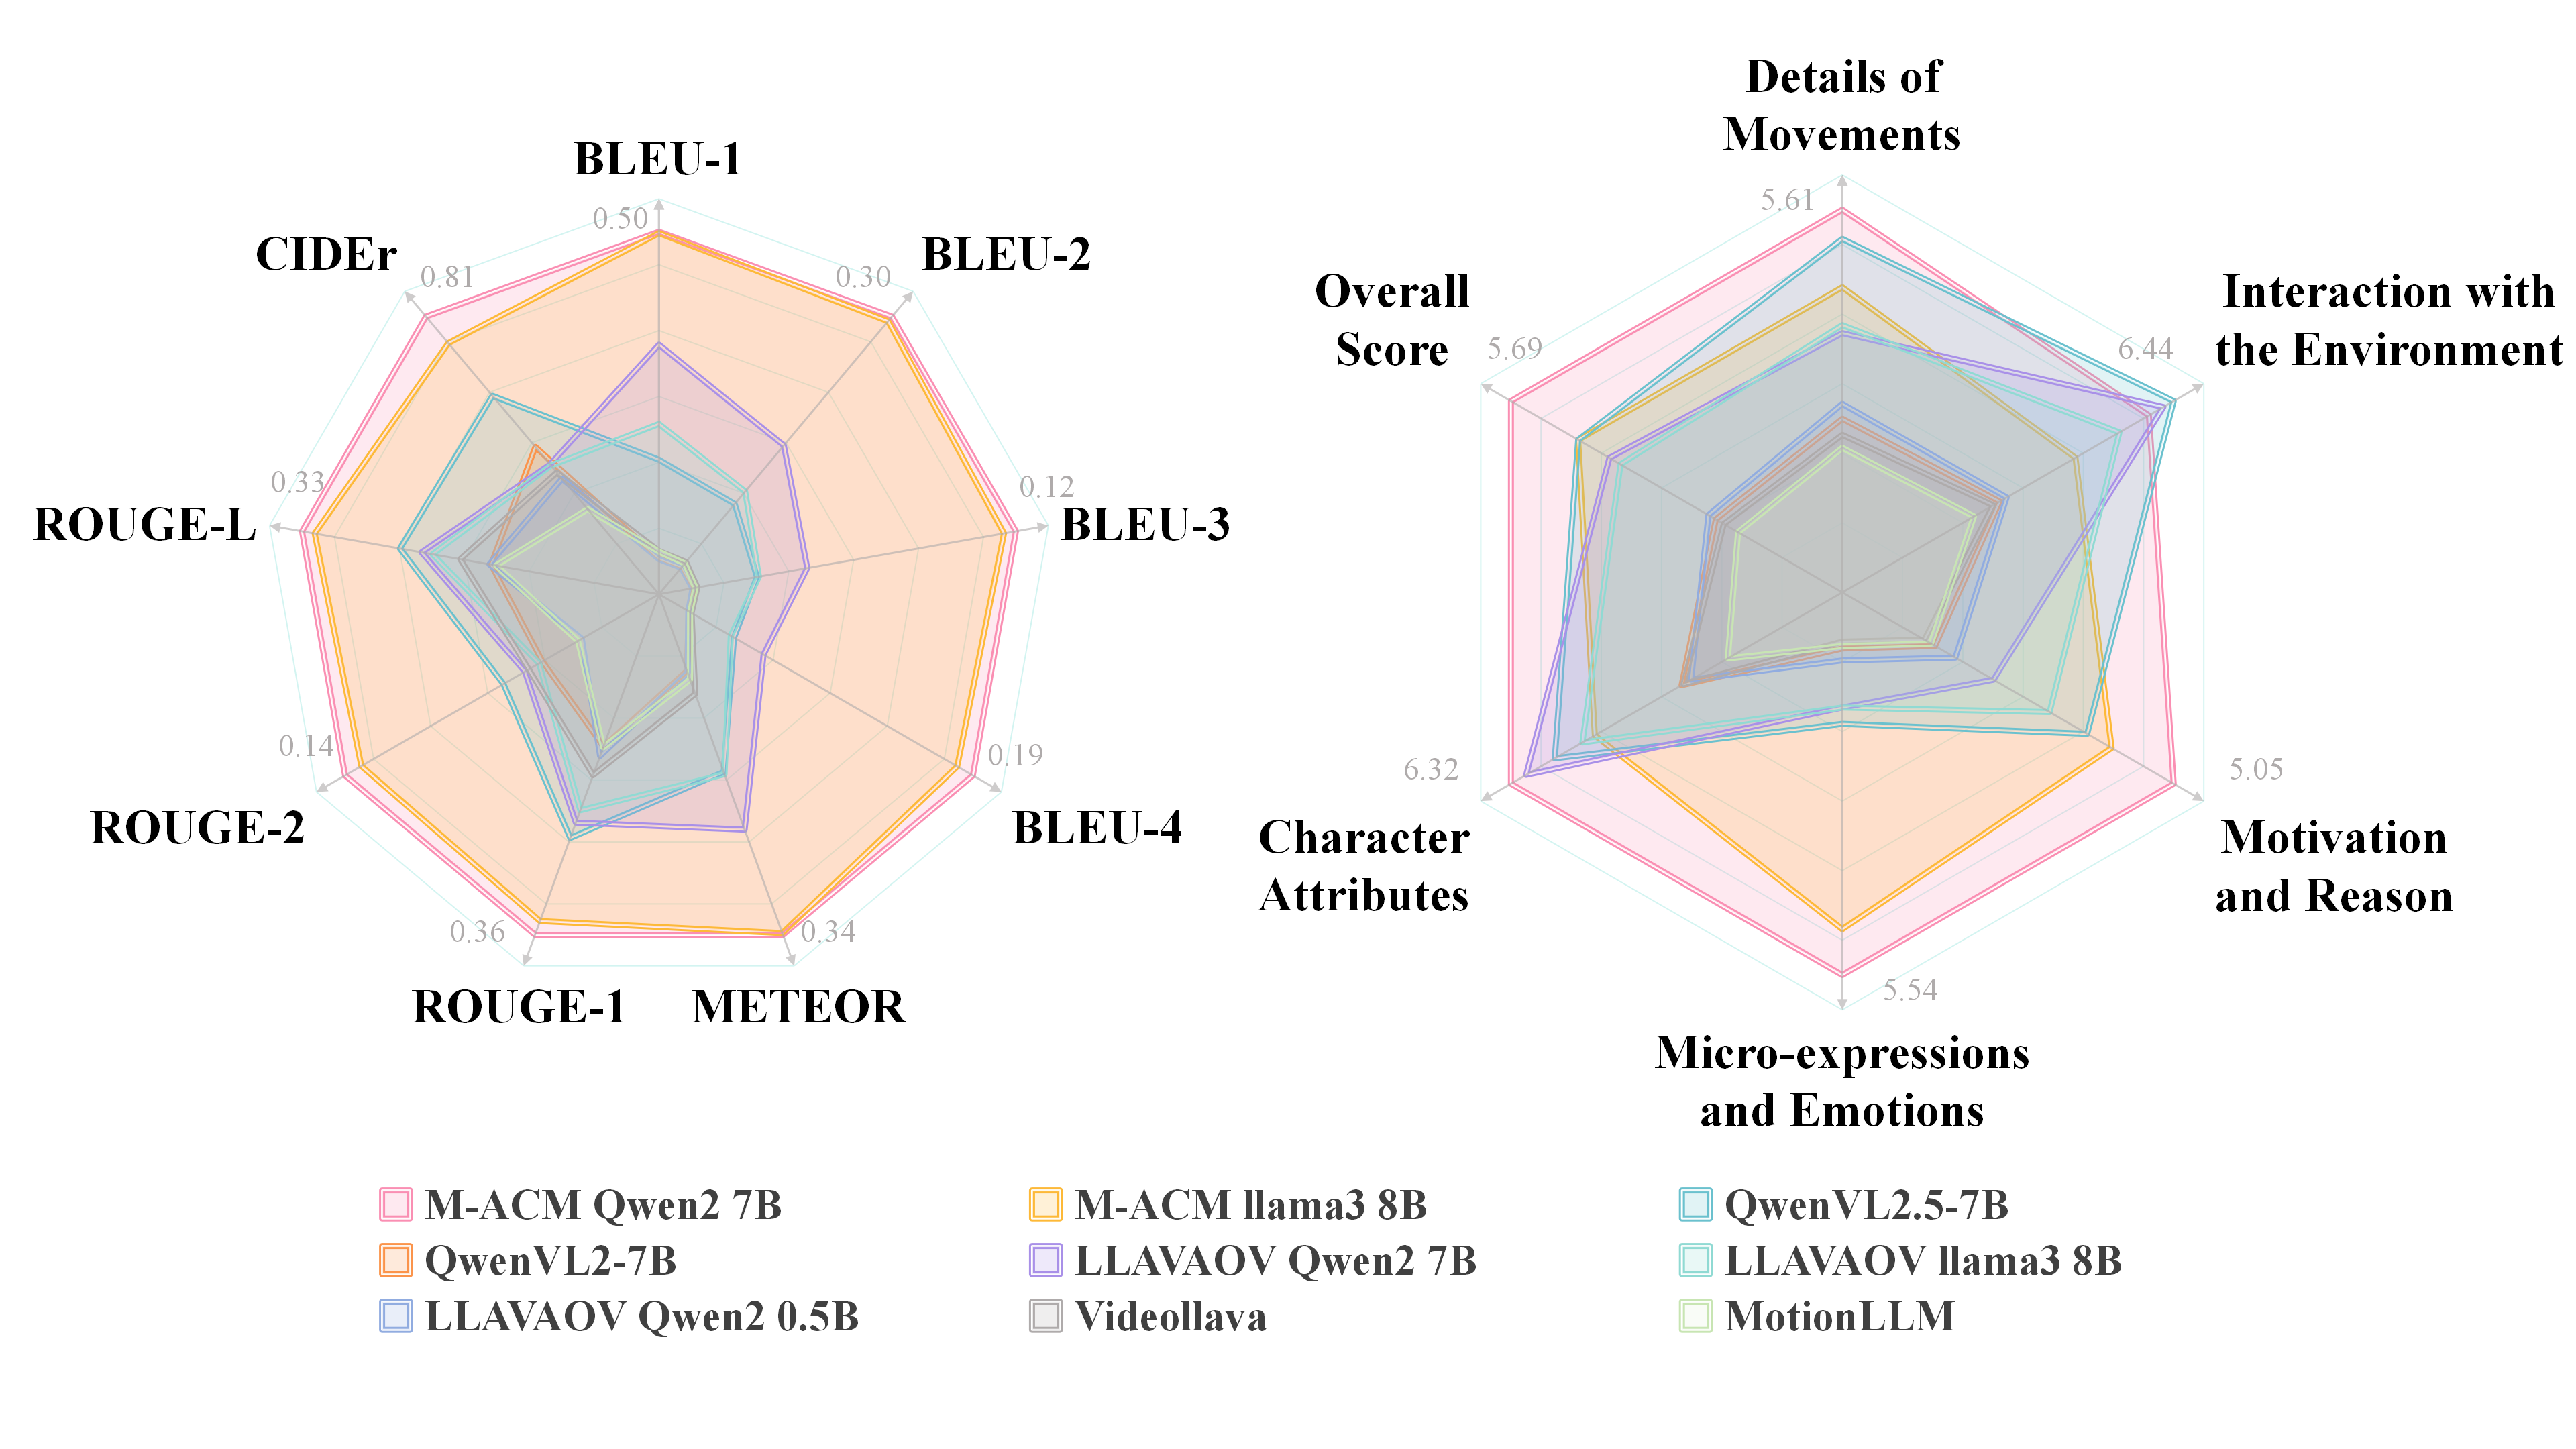 BLEU-1
0.50
BLEU-2
0.30
BLEU-3
0.12
BLEU-4
0.19
METEOR
0.34
ROUGE-1
0.36
ROUGE-2
0.14
ROUGE-L
0.33
CIDEr
0.81
Details of
Movements
5.61
Interaction with
the Environment
6.44
Motivation
and Reason
5.05
Micro-expressions
and Emotions
5.54
Character
Attributes
6.32
Overall
Score
5.69
M-ACM Qwen2 7B
M-ACM llama3 8B
QwenVL2.5-7B
QwenVL2-7B
LLAVAOV Qwen2 7B
LLAVAOV llama3 8B
LLAVAOV Qwen2 0.5B
Videollava
MotionLLM